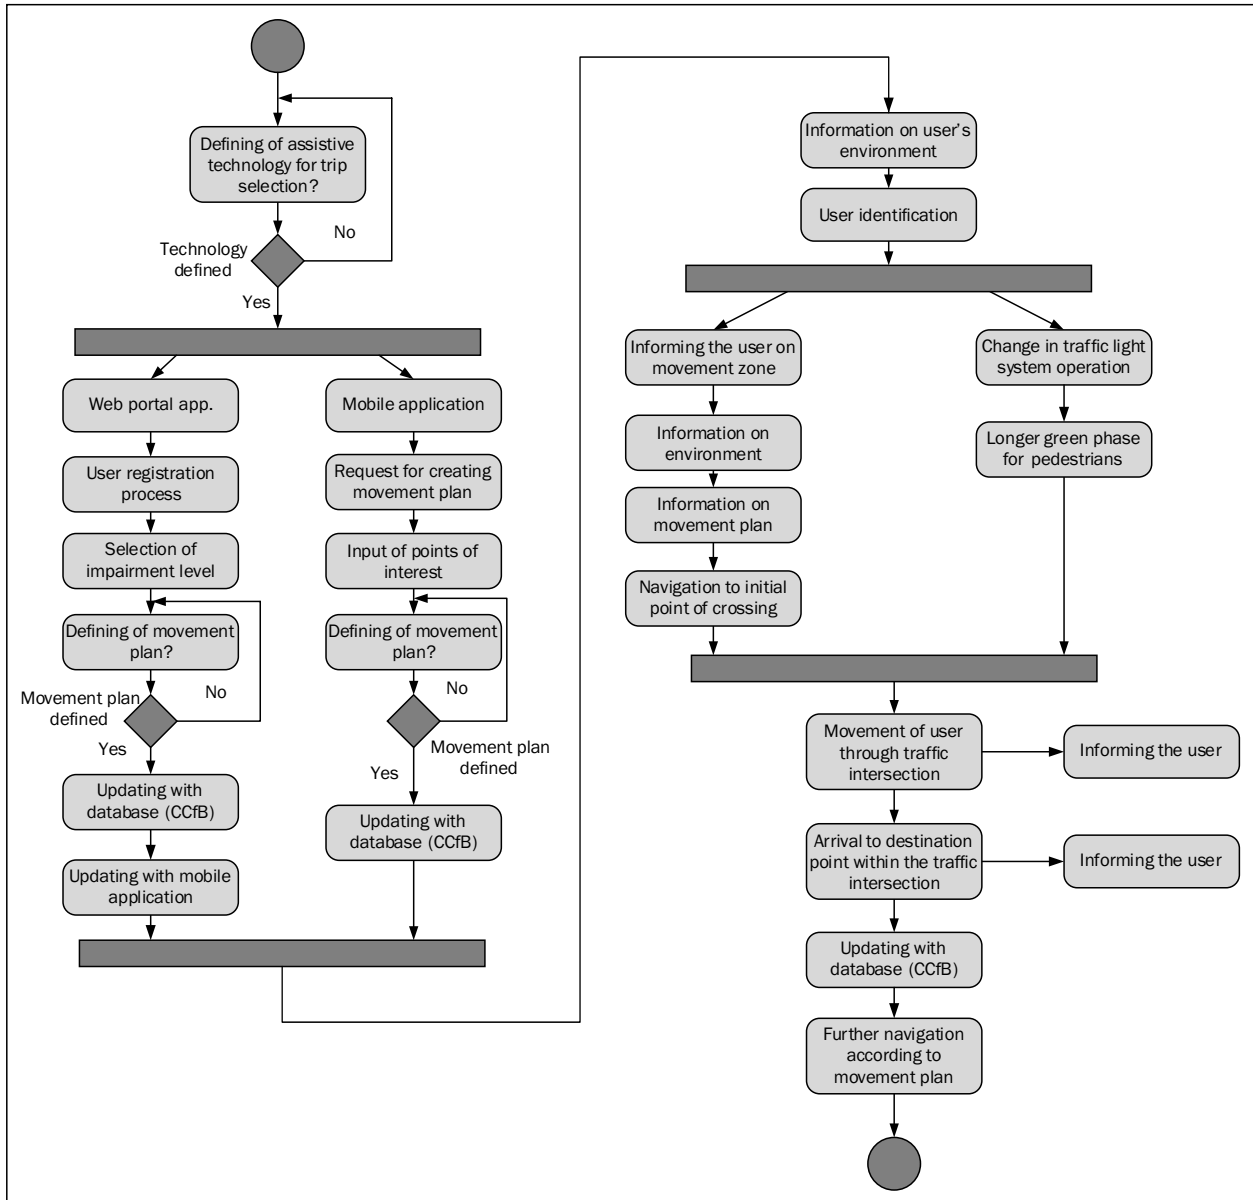 Defining of assistive
technology for trip
selection?
No
Technology
defined
Yes
Web portal app.
User registration
process
Selection of
impairment level
Defining of movement
plan?
No
Movement plan
defined
Yes
Updating with
database (CCfB)
Updating with mobile
application
Mobile application
Request for creating
movement plan
Input of points of
interest
Defining of movement
plan?
No
Movement plan
defined
Yes
Updating with
database (CCfB)
Information on user's
environment
User identification
Informing the user on
movement zone
Information on
environment
Information on
movement plan
Navigation to initial
point of crossing
Change in traffic light
system operation
Longer green phase
for pedestrians
Movement of user
through traffic
intersection
Informing the user
Arrival to destination
point within the traffic
intersection
Informing the user
Updating with
database (CCfB)
Further navigation
according to
movement plan